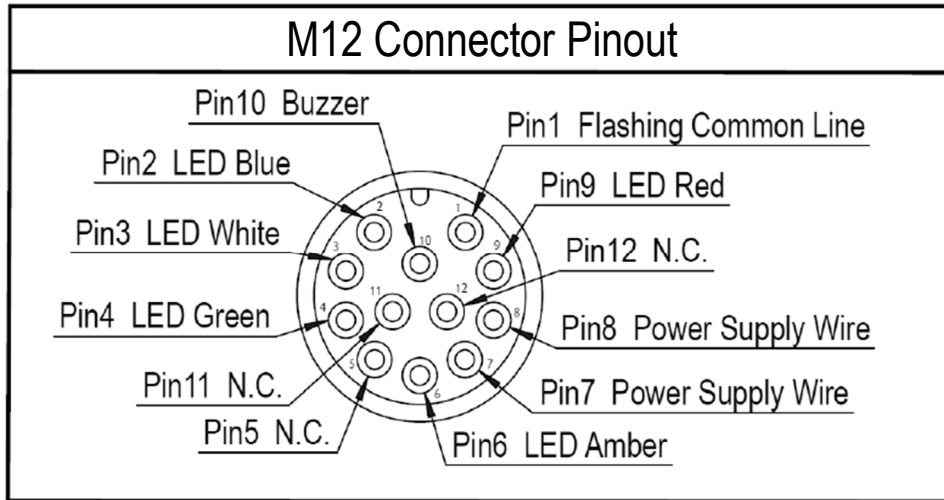 M12 Connector Pinout
Pin10 Buzzer
Pin1 Flashing Common Line
Pin2 LED Blue
Pin9 LED Red
Pin3 LED White
Pin12 N.C.
Pin4 LED Green
Pin8 Power Supply Wire
Pin11 N.C.
Pin7 Power Supply Wire
Pin5 N.C.
Pin6 LED Amber
2
1
3
10
9
11
12
4
8
5
7
6